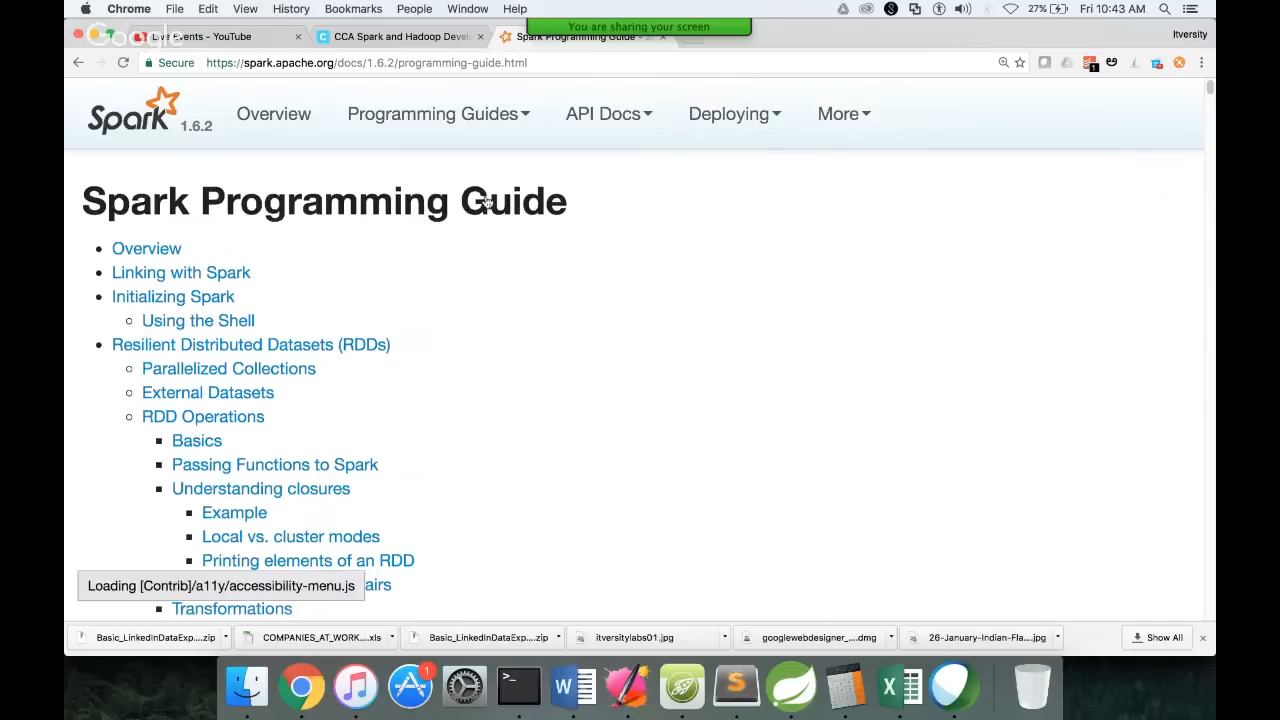 Chrome File Edit View History Bookmarks People Window Help
27% Fri 10:43 AM
You are sharing your screen
Google
Live Events - YouTube
CCA Spark and Hadoop Devel
Spark Programming Guide
Itversity
Secure https://spark.apache.org/docs/1.6.2/programming-guide.html
1
Spark 1.6.2 Overview Programming Guides API Docs Deploying More
Spark Programming Guide
Overview
Linking with Spark
Initializing Spark
Using the Shell
Resilient Distributed Datasets (RDDs)
Parallelized Collections
External Datasets
RDD Operations
Basics
Passing Functions to Spark
Understanding closures
Example
Local vs. cluster modes
Printing elements of an RDD
airs
Loading [Contrib]/a11y/accessibility-menu.js
Transformations
Basic_LinkedInDataExp....zip
COMPANIES_AT_WORK....xls
Basic_LinkedInDataExp....zip
itversitylabs01.jpg
googlewebdesigner_....dmg
26-January-Indian-Fla....jpg
Show All
1